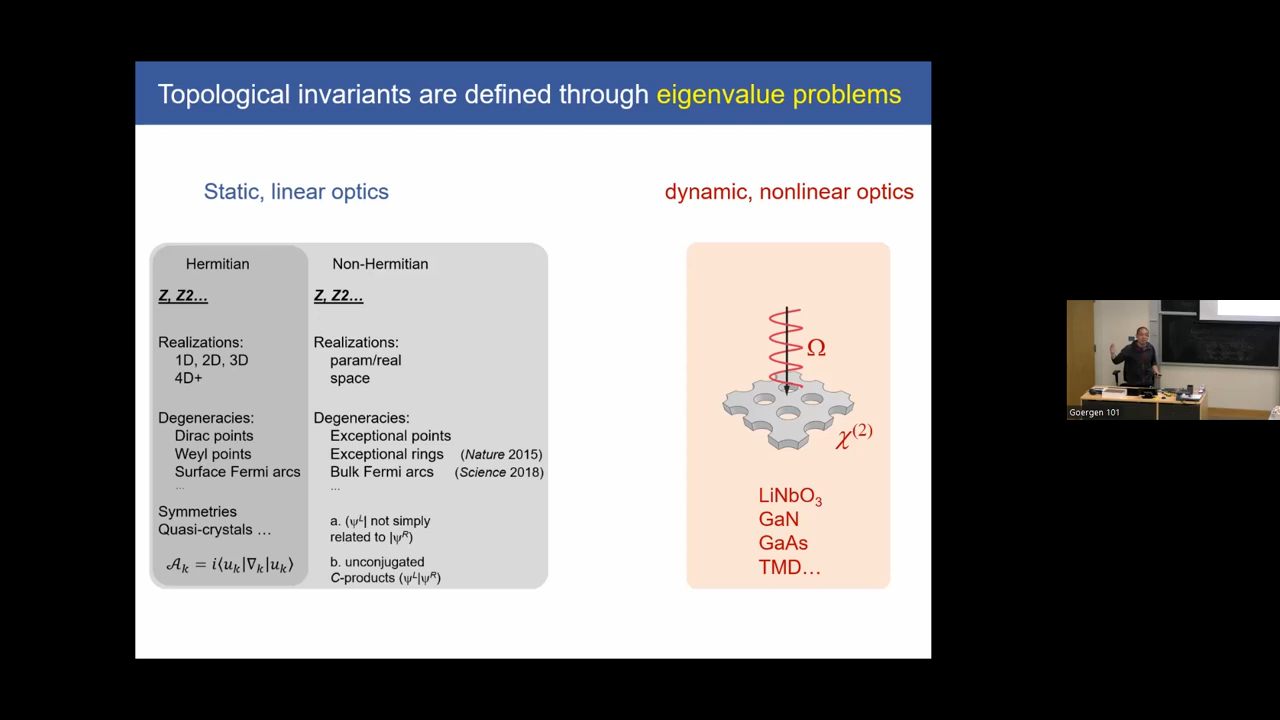 Topological invariants are defined through eigenvalue problems
Static, linear optics
Hermitian
Z, Z2…
Realizations:
1D, 2D, 3D
4D+
Degeneracies:
Dirac points
Weyl points
Surface Fermi arcs
…
Symmetries
Quasi-crystals …
𝒜ₖ = i⟨uₖ|∇ₖ|uₖ⟩
Non-Hermitian
Z, Z2…
Realizations:
param/real
space
Degeneracies:
Exceptional points
Exceptional rings (Nature 2015)
Bulk Fermi arcs (Science 2018)
…
a. (ψᴸ| not simply
related to |ψᴿ)
b. unconjugated
C-products (ψᴸ|ψᴿ)
dynamic, nonlinear optics
Ω
χ⁽²⁾
LiNbO₃
GaN
GaAs
TMD…
Goergen 101